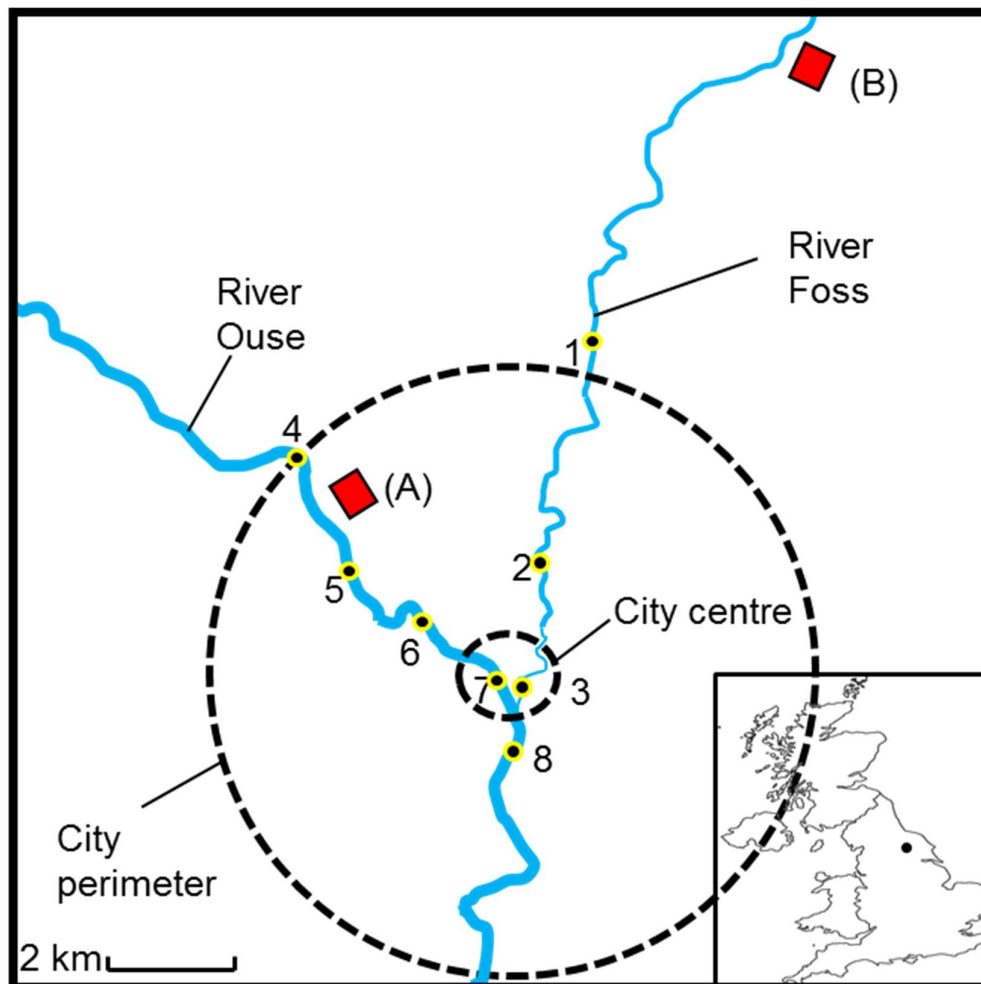 (B)
River
Foss
River
Ouse
1
4
(A)
2
5
City centre
6
7
3
8
City
perimeter
2 km